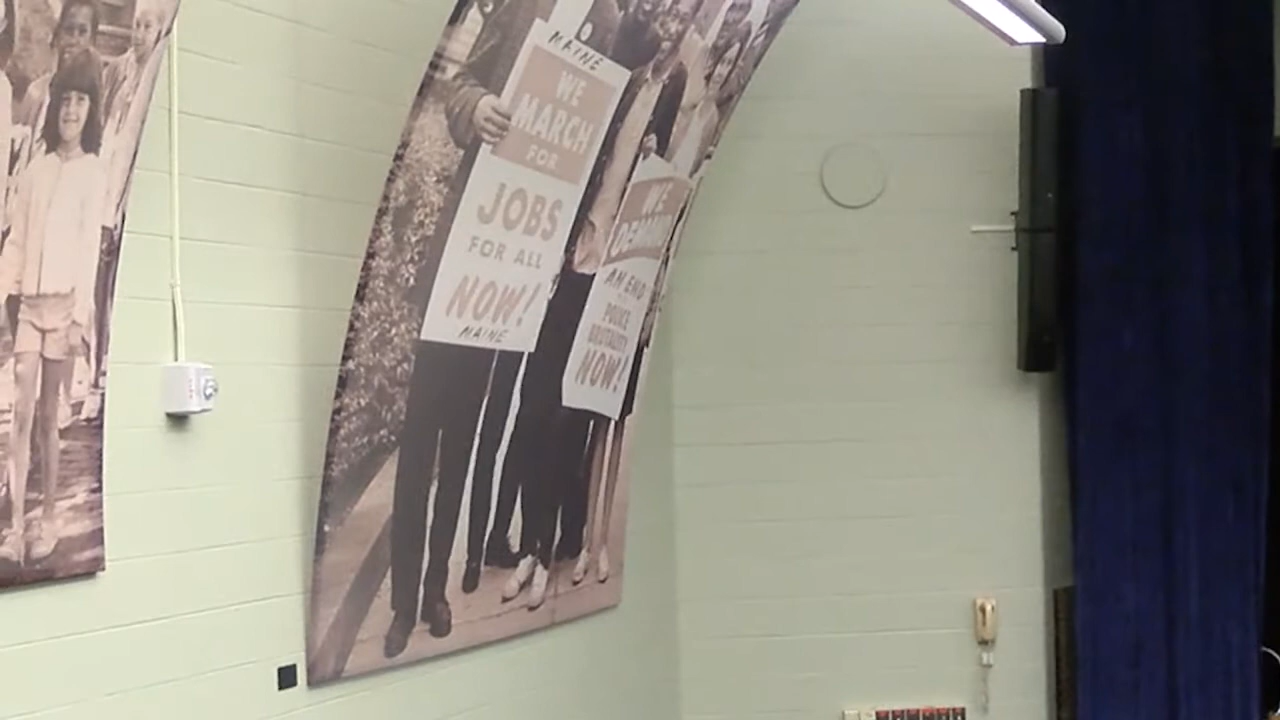 MAINE
WE
MARCH
FOR
JOBS
FOR ALL
NOW!
MAINE
WE
DEMAND
AN END
POLICE
BRUTALITY
NOW!